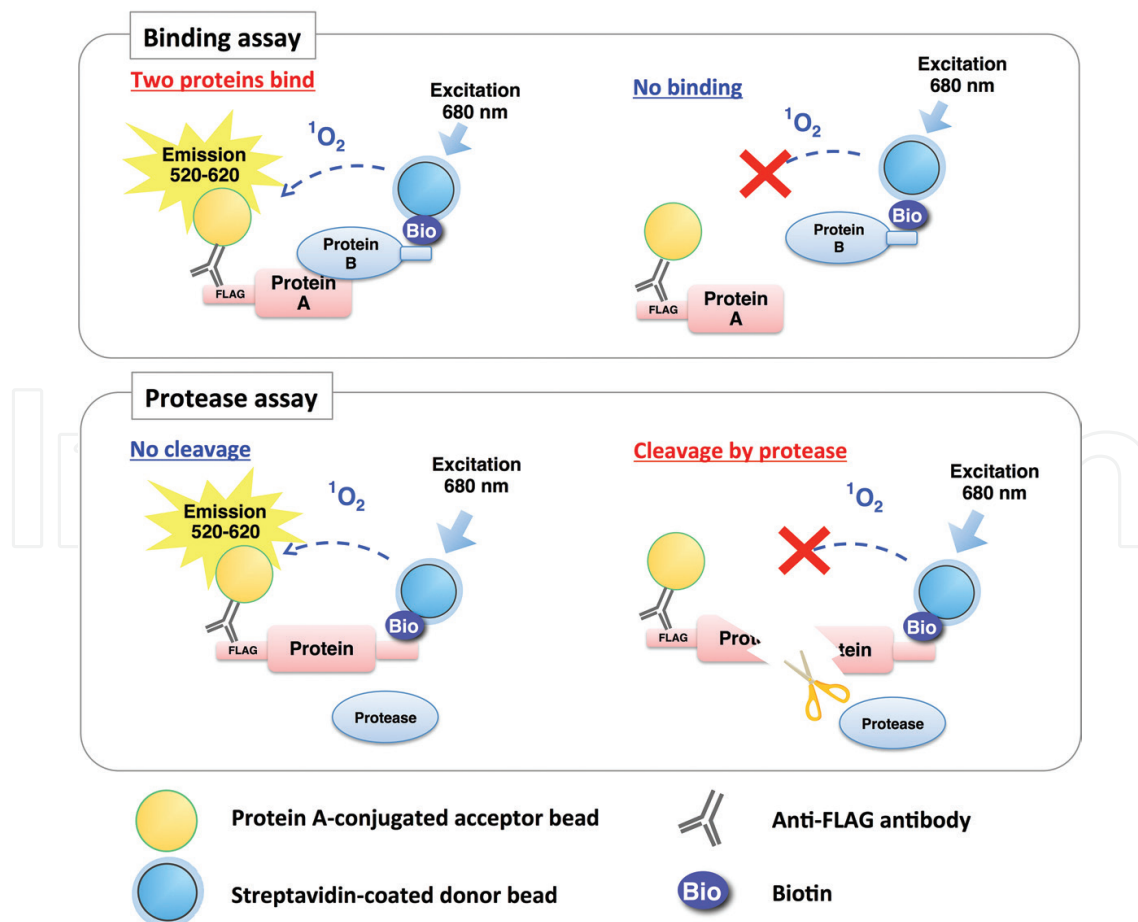 Binding assay
Two proteins bind
Excitation
680 nm
¹O₂
Emission
520-620
Bio
Protein
B
FLAG
Protein
A
No binding
Excitation
680 nm
¹O₂
Bio
Protein
B
FLAG
Protein
A
Protease assay
No cleavage
Excitation
680 nm
¹O₂
Emission
520-620
Bio
FLAG
Protein
Protease
Cleavage by protease
Excitation
680 nm
¹O₂
Bio
FLAG
Prot
tein
Protease
Protein A-conjugated acceptor bead
Anti-FLAG antibody
Streptavidin-coated donor bead
Bio
Biotin